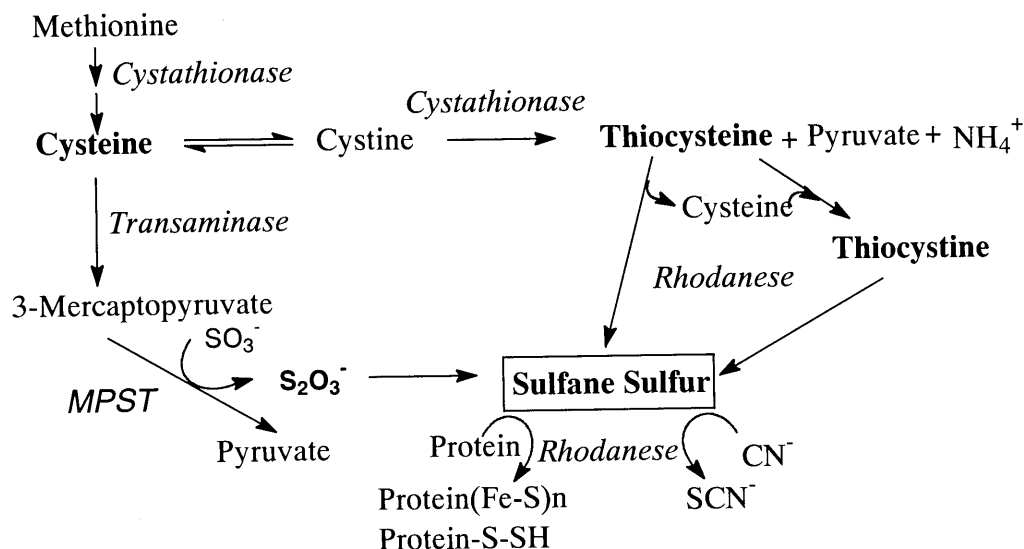 Methionine
Cystathionase
Cystathionase
Cysteine
Cystine
Thiocysteine + Pyruvate + NH₄⁺
Transaminase
Cysteine
Thiocystine
Rhodanese
3-Mercaptopyruvate
SO₃⁻
MPST
S₂O₃⁻
Sulfane Sulfur
Pyruvate
Protein
Rhodanese
CN⁻
Protein(Fe-S)n
SCN⁻
Protein-S-SH